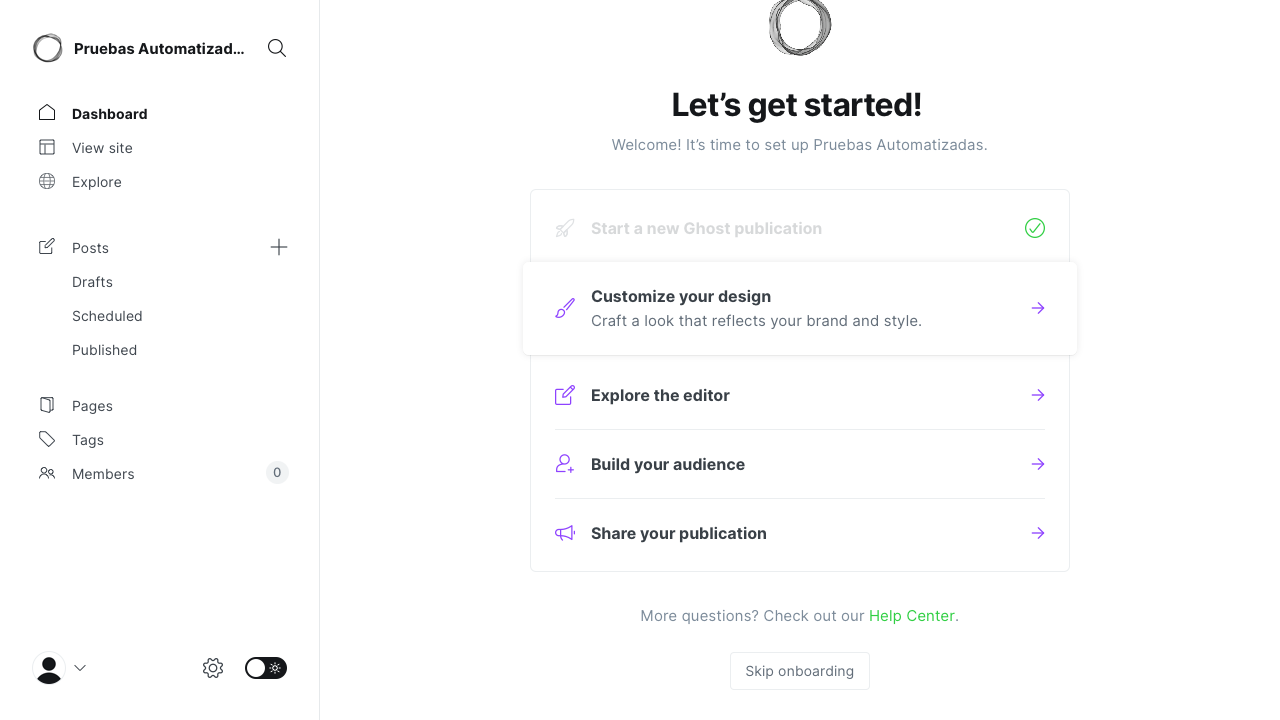 Pruebas Automatizad...
Dashboard
View site
Explore
Posts
Drafts
Scheduled
Published
Pages
Tags
Members
0
Let’s get started!
Welcome! It’s time to set up Pruebas Automatizadas.
Start a new Ghost publication
Customize your design
Craft a look that reflects your brand and style.
Explore the editor
Build your audience
Share your publication
More questions? Check out our Help Center.
Skip onboarding